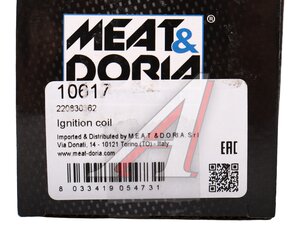 MEAT&
DORIA
10617
220830362
Ignition coil
Imported & Distributed by M.E.A.T. & D.O.R.I.A. S.r.l.
Via Donati, 14 - 10121 Torino (TO) - Italy
www.meat-doria.com
EAC
8 033419 054731